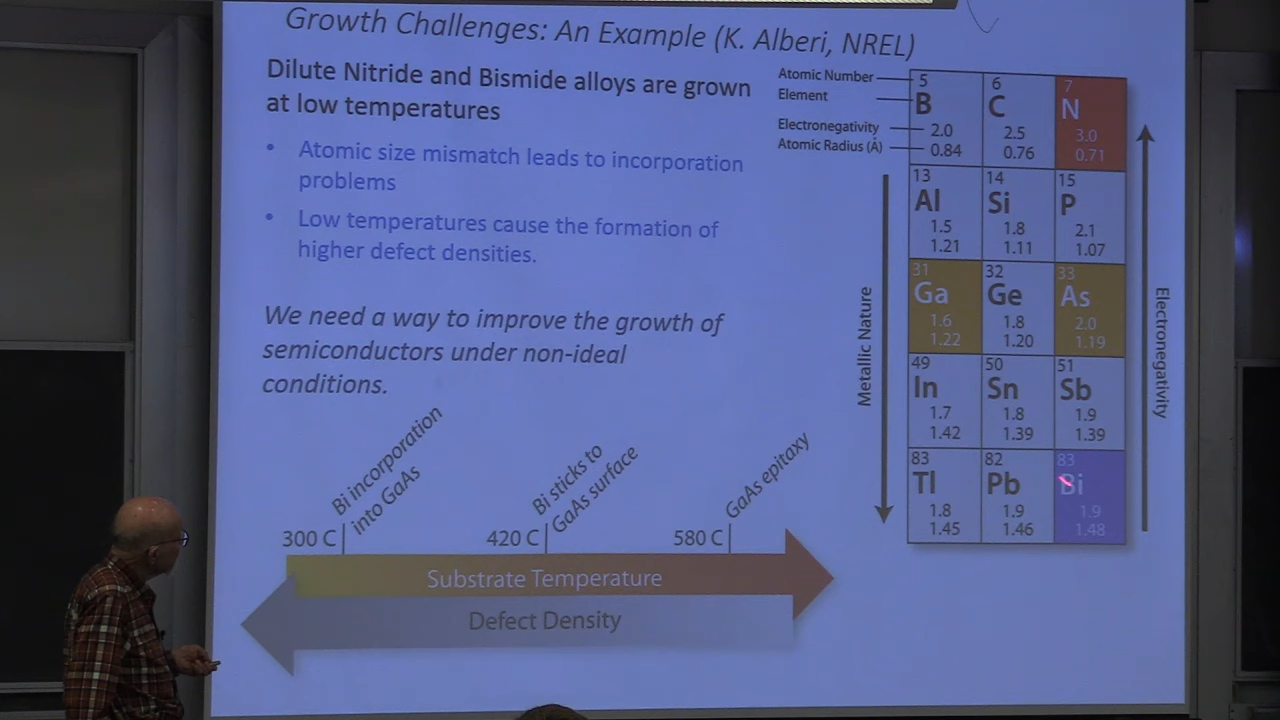 Growth Challenges: An Example (K. Alberi, NREL)
Dilute Nitride and Bismide alloys are grown
at low temperatures
• Atomic size mismatch leads to incorporation
problems
• Low temperatures cause the formation of
higher defect densities.
We need a way to improve the growth of
semiconductors under non-ideal
conditions.
Bi incorporation
into GaAs
Bi sticks to
GaAs surface
GaAs epitaxy
300 C
420 C
580 C
Substrate Temperature
Defect Density
Atomic Number
Element
Electronegativity
Atomic Radius (Å)
Metallic Nature
Electronegativity
5 6 7
B C N
2.0 2.5 3.0
0.84 0.76 0.71
13 14 15
Al Si P
1.5 1.8 2.1
1.21 1.11 1.07
31 32 33
Ga Ge As
1.6 1.8 2.0
1.22 1.20 1.19
49 50 51
In Sn Sb
1.7 1.8 1.9
1.42 1.39 1.39
83 82 83
Tl Pb Bi
1.8 1.9 1.9
1.45 1.46 1.48